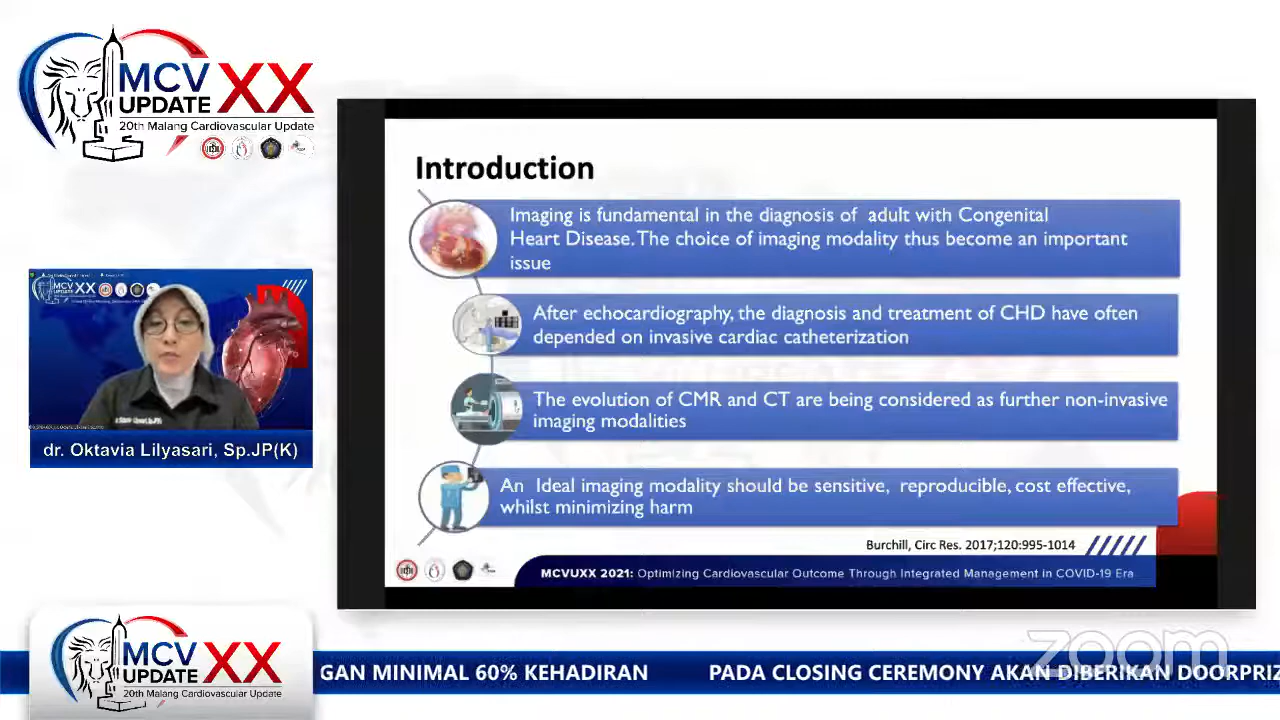 MCV
UPDATE
XX
20th Malang Cardiovascular Update
dr. Oktavia Lilyasari, Sp.JP(K)
Introduction
Imaging is fundamental in the diagnosis of adult with Congenital
Heart Disease. The choice of imaging modality thus become an important
issue
After echocardiography, the diagnosis and treatment of CHD have often
depended on invasive cardiac catheterization
The evolution of CMR and CT are being considered as further non-invasive
imaging modalities
An Ideal imaging modality should be sensitive, reproducible, cost effective,
whilst minimizing harm
Burchill, Circ Res. 2017;120:995-1014
MCVUXX 2021: Optimizing Cardiovascular Outcome Through Integrated Management in COVID-19 Era
zoom
MCV
UPDATE
XX
20th Malang Cardiovascular Update
GAN MINIMAL 60% KEHADIRAN PADA CLOSING CEREMONY AKAN DIBERIKAN DOORPRIZ